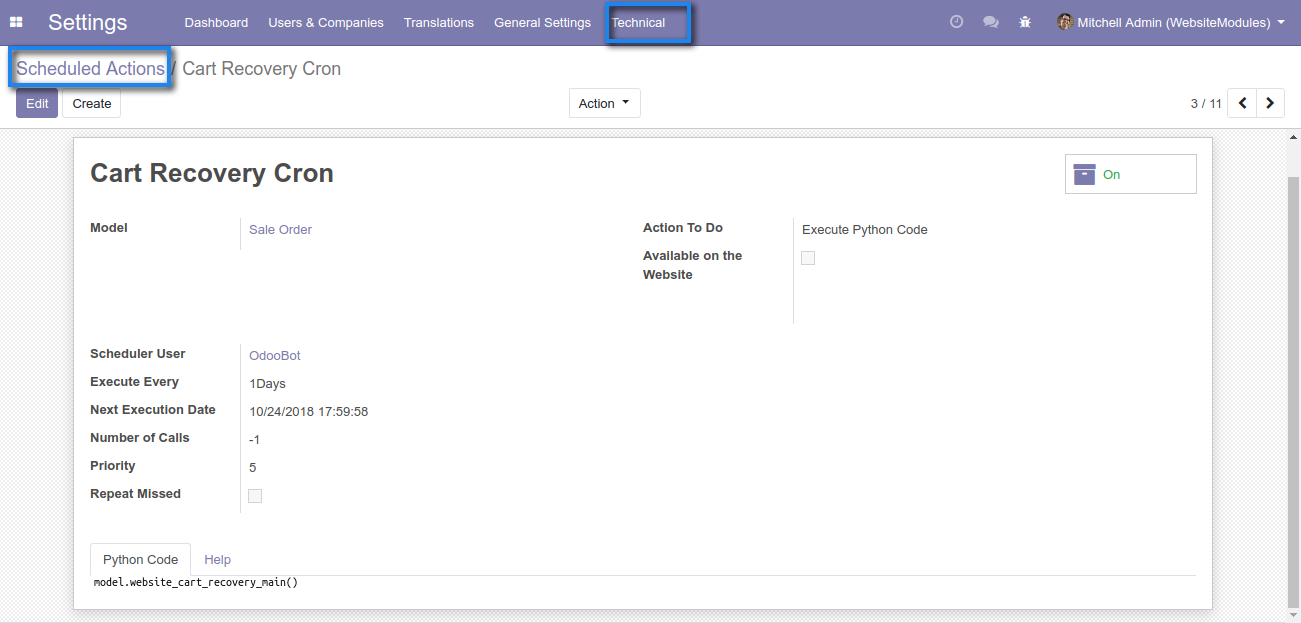 Settings Dashboard Users & Companies Translations General Settings Technical Mitchell Admin (WebsiteModules)
Scheduled Actions / Cart Recovery Cron
Edit Create Action 3 / 11
Cart Recovery Cron
On
Model Sale Order
Action To Do Execute Python Code
Available on the
Website
Scheduler User OdooBot
Execute Every 1Days
Next Execution Date 10/24/2018 17:59:58
Number of Calls -1
Priority 5
Repeat Missed
Python Code Help
model.website_cart_recovery_main()